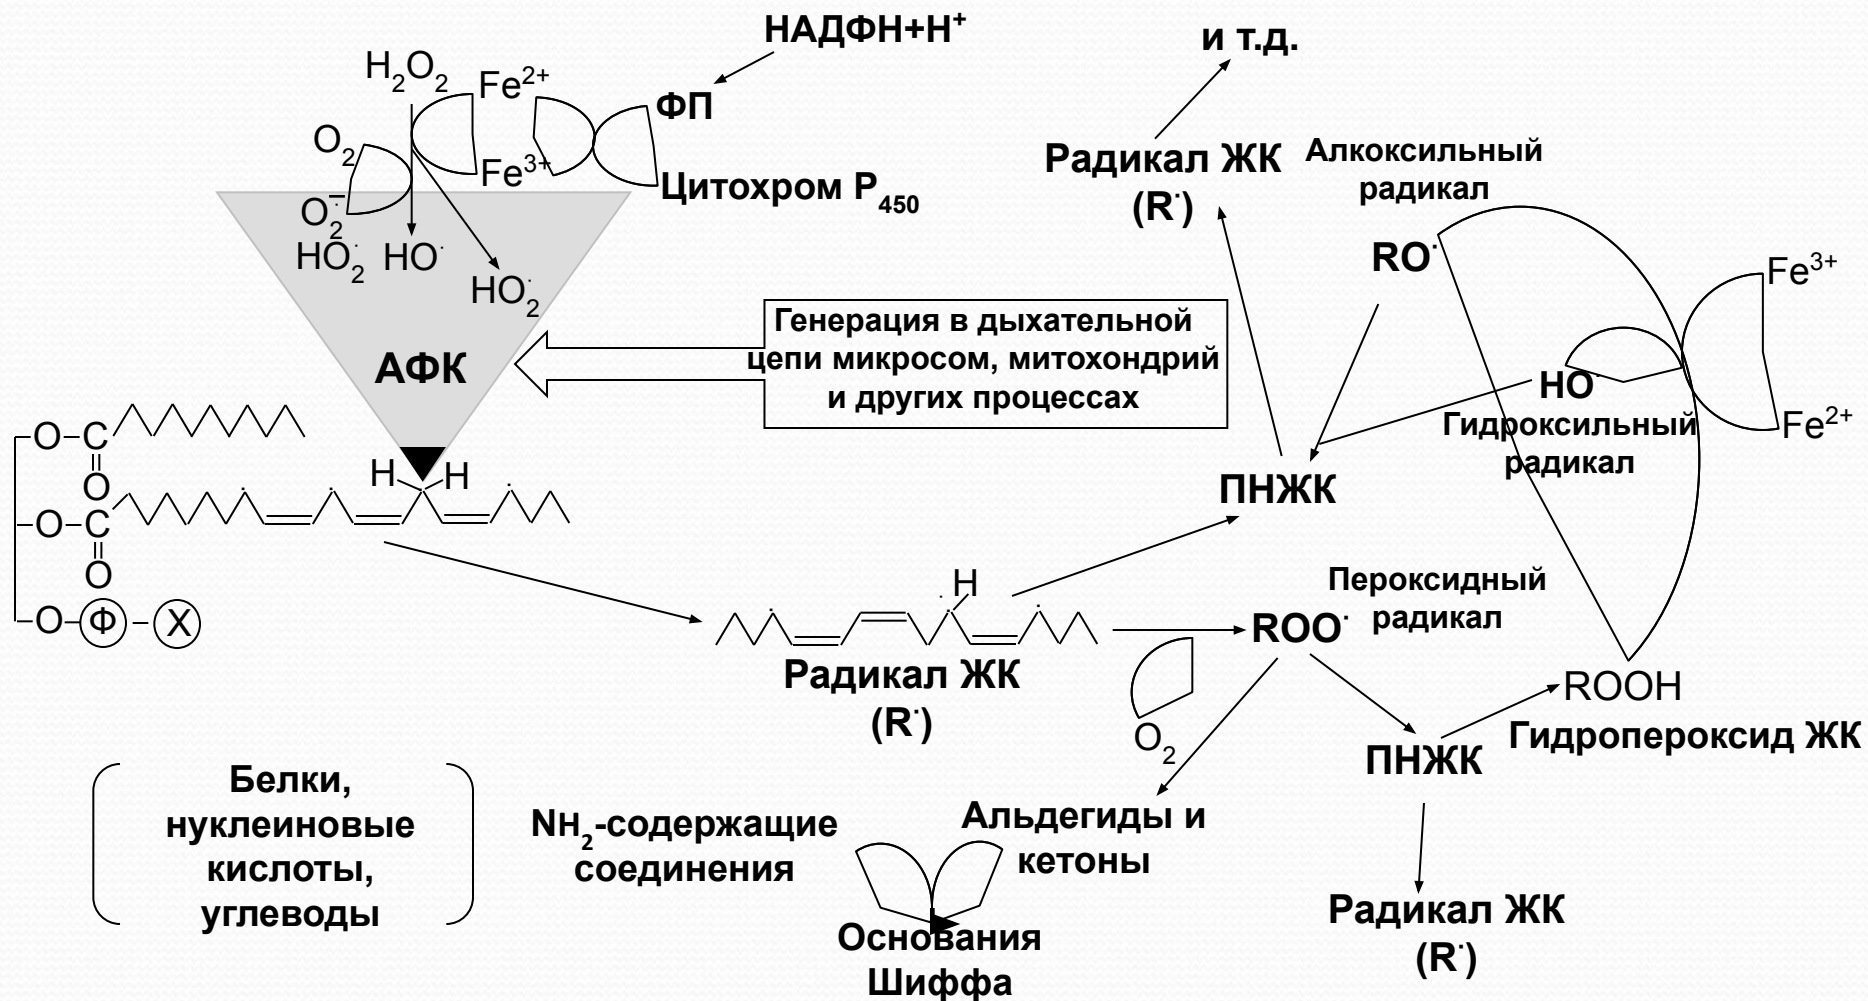 НАДФН+Н⁺
и т.д.
H₂O₂
Fe²⁺
ФП
O₂
Fe³⁺
Цитохром Р₄₅₀
O₂⁻˙
HO₂˙
HO˙
HO₂˙
АФК
Генерация в дыхательной
цепи микросом, митохондрий
и других процессах
Радикал ЖК
(R˙)
Алкоксильный
радикал
RO˙
Fe³⁺
HO˙
Гидроксильный
радикал
Fe²⁺
ПНЖК
O C
O
H H
O C
O
O Ф X
H
Радикал ЖК
(R˙)
O₂
ROO˙
Пероксидный
радикал
ROOH
Гидропероксид ЖК
ПНЖК
Радикал ЖК
(R˙)
Альдегиды и
кетоны
NH₂-содержащие
соединения
Основания
Шиффа
Белки,
нуклеиновые
кислоты,
углеводы